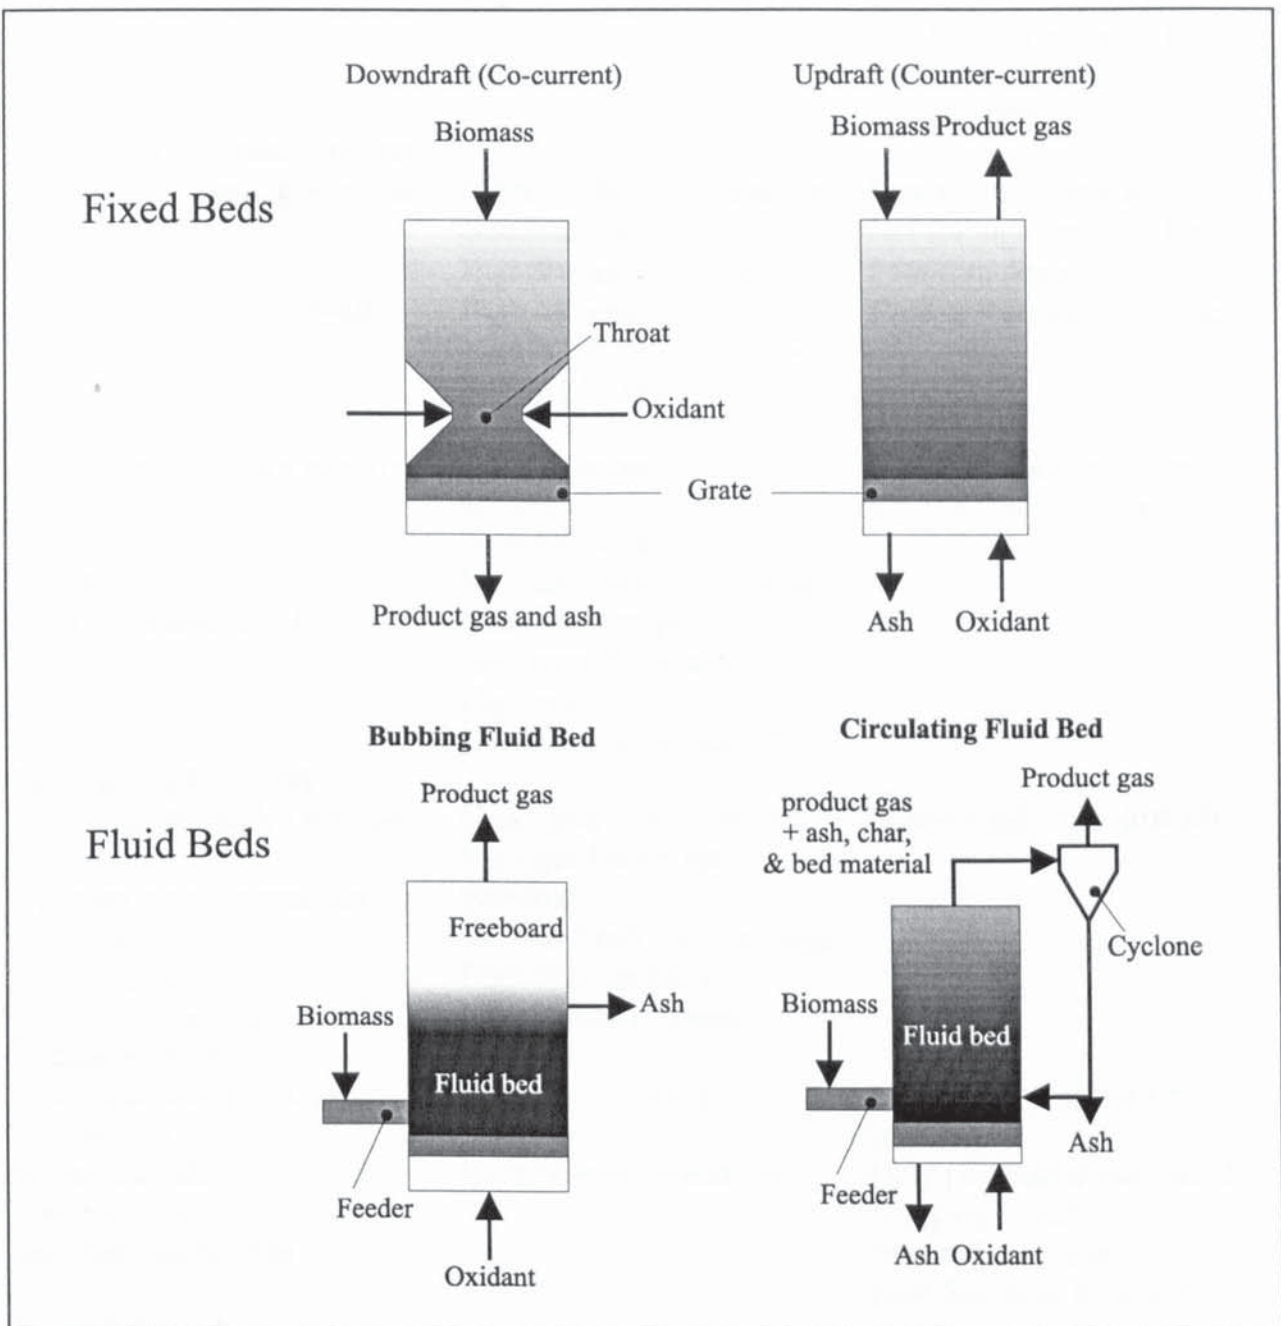 Downdraft (Co-current)
Updraft (Counter-current)
Biomass
Biomass Product gas
Fixed Beds
Throat
Oxidant
Grate
Product gas and ash
Ash
Oxidant
Bubbing Fluid Bed
Circulating Fluid Bed
Product gas
Product gas
product gas
+ ash, char,
& bed material
Fluid Beds
Freeboard
Cyclone
Ash
Biomass
Biomass
Fluid bed
Fluid bed
Ash
Feeder
Feeder
Ash Oxidant
Oxidant